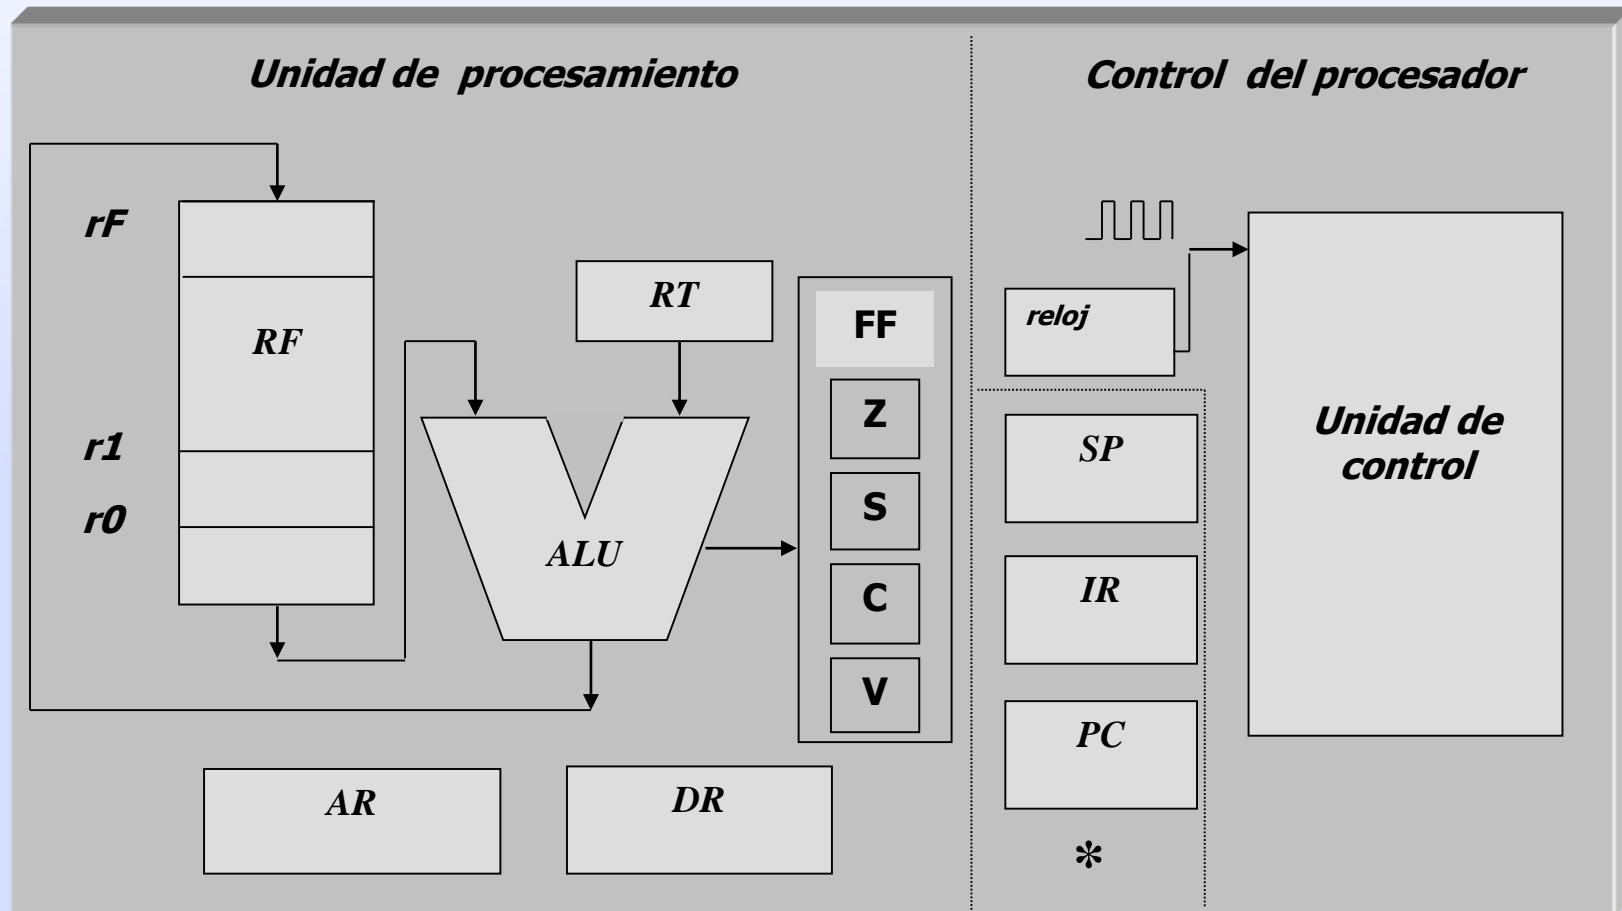 Unidad de procesamiento
Control del procesador
rF
RF
r1
r0
RT
ALU
FF
Z
S
C
V
AR
DR
reloj
SP
IR
PC
*
Unidad de
control